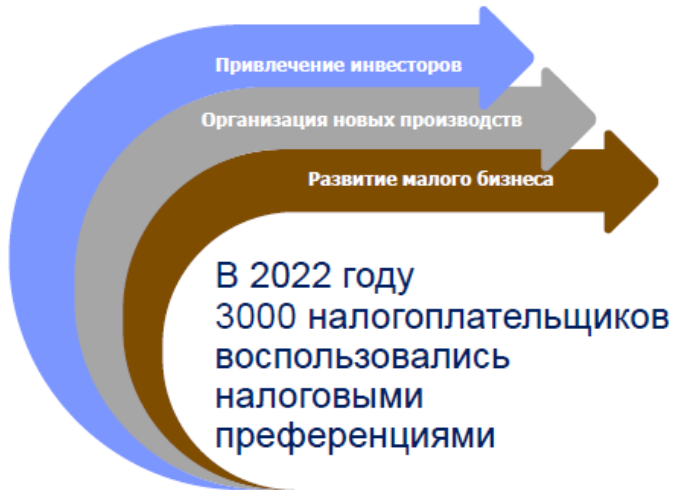 Привлечение инвесторов
Организация новых производств
Развитие малого бизнеса
В 2022 году
3000 налогоплательщиков
воспользовались
налоговыми
преференциями